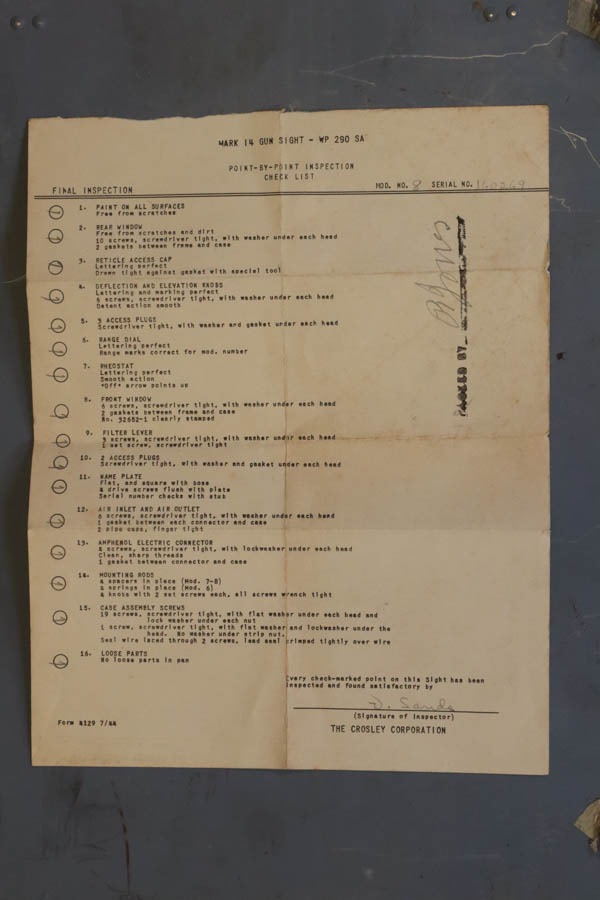 MARK 14 GUN SIGHT - WP 290 SA
POINT-BY-POINT INSPECTION
CHECK LIST
FINAL INSPECTION MOD. NO. 8 SERIAL NO.
1. PAINT ON ALL SURFACES
Free from scratches
2. REAR WINDOW
Free from scratches and dirt
10 screws, screwdriver tight, with washer under each head
2 gaskets between frame and case
3. RETICLE ACCESS CAP
Lettering perfect
Drawn tight against gasket with special tool
4. DEFLECTION AND ELEVATION KNOBS
Lettering and marking perfect
6 screws, screwdriver tight, with washer under each head
Detent action smooth
5. 3 ACCESS PLUGS
Screwdriver tight, with washer and gasket under each head
6. RANGE DIAL
Lettering perfect
Range marks correct for mod. number
7. RHEOSTAT
Lettering perfect
Smooth action
"Off" arrow points up
8. FRONT WINDOW
6 screws, screwdriver tight, with washer under each head
2 gaskets between frame and case
No. 32682-1 clearly stamped
9. FILTER LEVER
3 screws, screwdriver tight, with washer under each head
1 set screw, screwdriver tight
10. 2 ACCESS PLUGS
Screwdriver tight, with washer and gasket under each head
11. NAME PLATE
Flat, and square with boss
4 drive screws flush with plate
Serial number checks with stub
12. AIR INLET AND AIR OUTLET
6 screws, screwdriver tight, with washer under each head
1 gasket between each connector and case
2 pipe caps, finger tight
13. AMPHENOL ELECTRIC CONNECTOR
4 screws, screwdriver tight, with lockwasher under each head
Clean, sharp threads
1 gasket between connector and case
14. MOUNTING RODS
4 spacers in place (Mod. 7-8)
4 springs in place (Mod. 6)
4 knobs with 2 set screws each, all screws wrench tight
15. CASE ASSEMBLY SCREWS
19 screws, screwdriver tight, with flat washer under each head and
lock washer under each nut
1 screw, screwdriver tight, with flat washer and lockwasher under the
head. No washer under strip nut.
Seal wire laced through 2 screws, lead seal crimped tightly over wire
16. LOOSE PARTS
No loose parts in pan
Every check-marked point on this Sight has been
inspected and found satisfactory by
(Signature of Inspector)
THE CROSLEY CORPORATION
Form 4129 7/44
PASSED BY